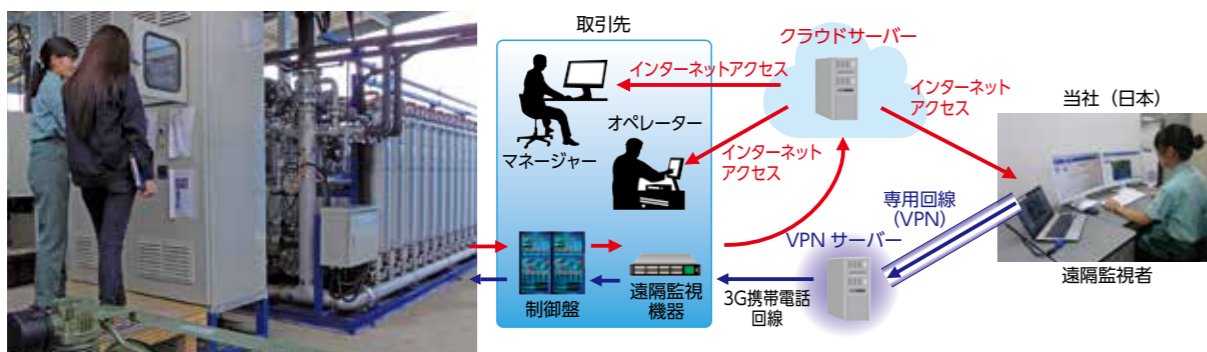 取引先
クラウドサーバー
インターネットアクセス
インターネット
アクセス
当社（日本）
オペレーター
マネージャー
インターネット
アクセス
専用回線
（VPN）
VPN サーバー
遠隔監視者
制御盤
遠隔監視
機器
3G携帯電話
回線